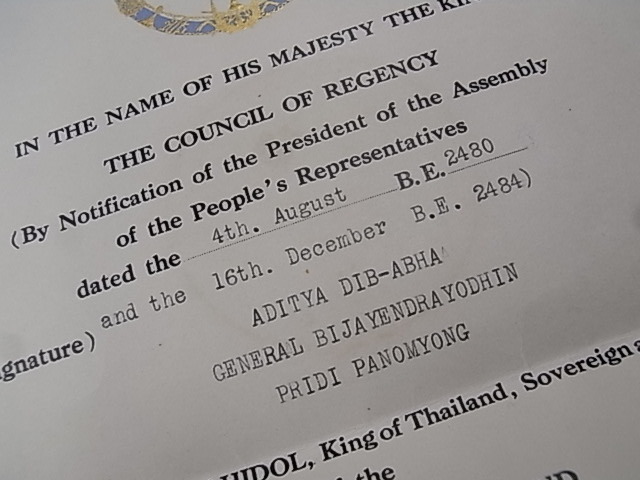 IN THE NAME OF HIS MAJESTY THE
THE COUNCIL OF REGENCY
(By Notification of the President of the Assembly
of the People's Representatives
dated the 4th. August B.E. 2480
and the 16th. December B.E. 2484)
gnature) ADITYA DIB-ABHA
GENERAL BIJAYENDRAYODHIN
PRIDI PANOMYONG
HIDOL, King of Thailand, Sovereign
the